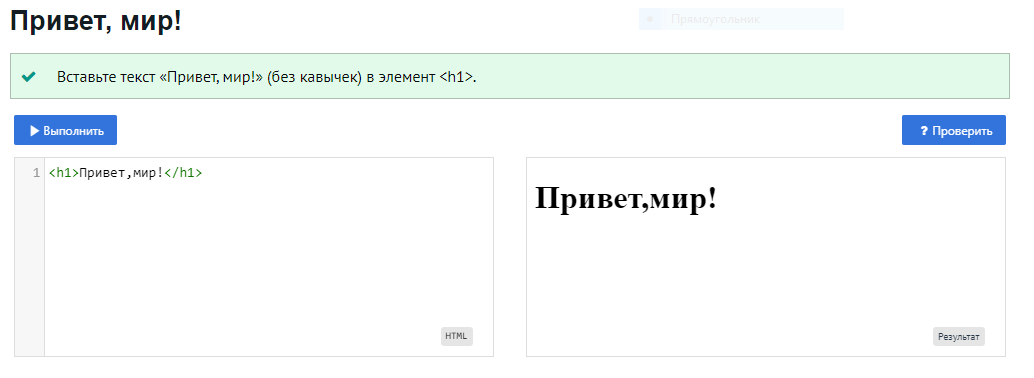 Привет, мир!
Прямоугольник
Вставьте текст «Привет, мир!» (без кавычек) в элемент <h1>.
Выполнить
? Проверить
1 <h1>Привет,мир!</h1>
Привет,мир!
HTML
Результат